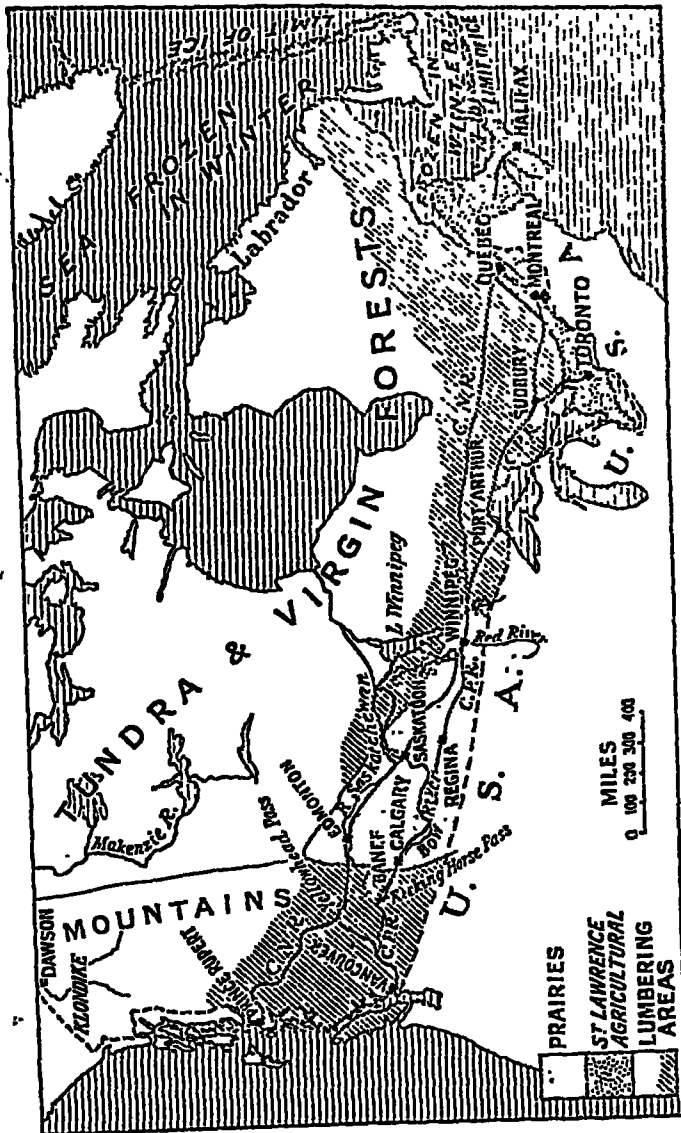 LIMIT OF ICE
SEA FROZEN
IN WINTER
Labrador
FROZEN IN
WINTER
LIMIT OF ICE
HALIFAX
DAWSON
KLONDIKE
MOUNTAINS
Makenzie R.
TUNDRA & VIRGIN FORESTS
PRINCE RUPERT
Yellowhead Pass
EDMONTON
R. Saskatchewan
L Winnipeg
C.N.R.
C.N.R.
QUEBEC
MONTREAL
VANCOUVER
C.P.R.
BANFF
CALGARY
SASKATOON
WINNIPEG
PORT ARTHUR
SUDBURY
TORONTO
Bow River
REGINA
C.P.R.
Red River
Kicking Horse Pass
U. S. A.
U. S. A
MILES
0 100 200 300 400
PRAIRIES
ST LAWRENCE
AGRICULTURAL
LUMBERING
AREAS